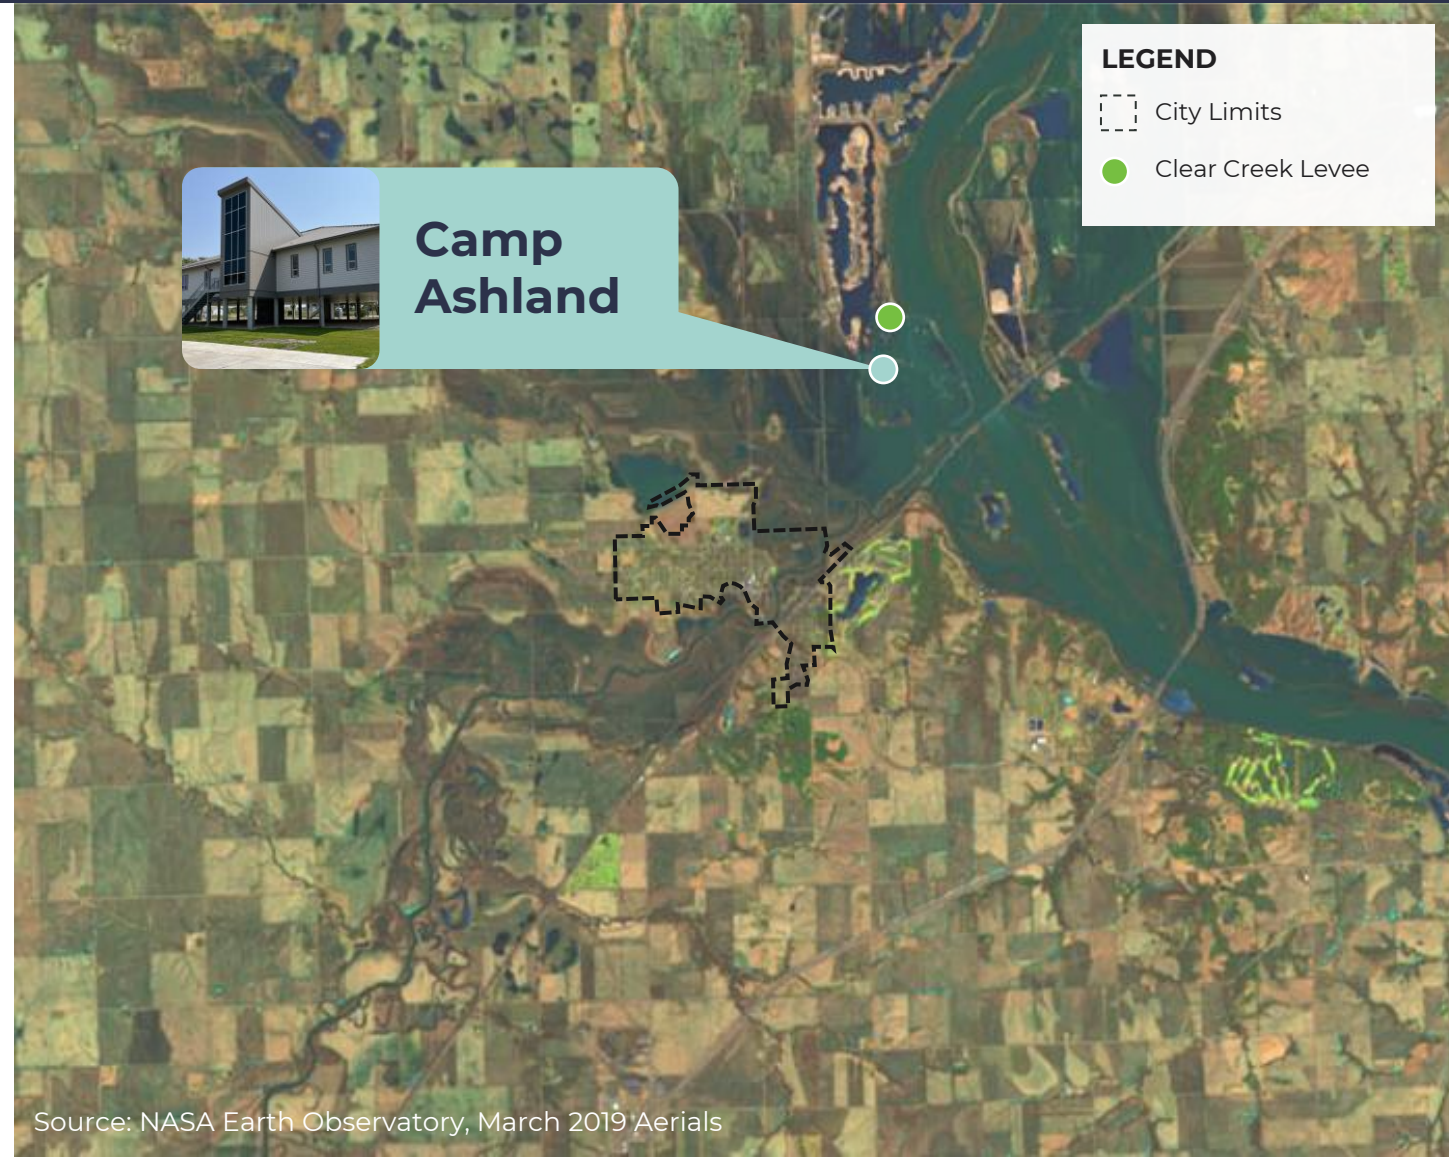 LEGEND
City Limits
Clear Creek Levee
Camp
Ashland
Source: NASA Earth Observatory, March 2019 Aerials